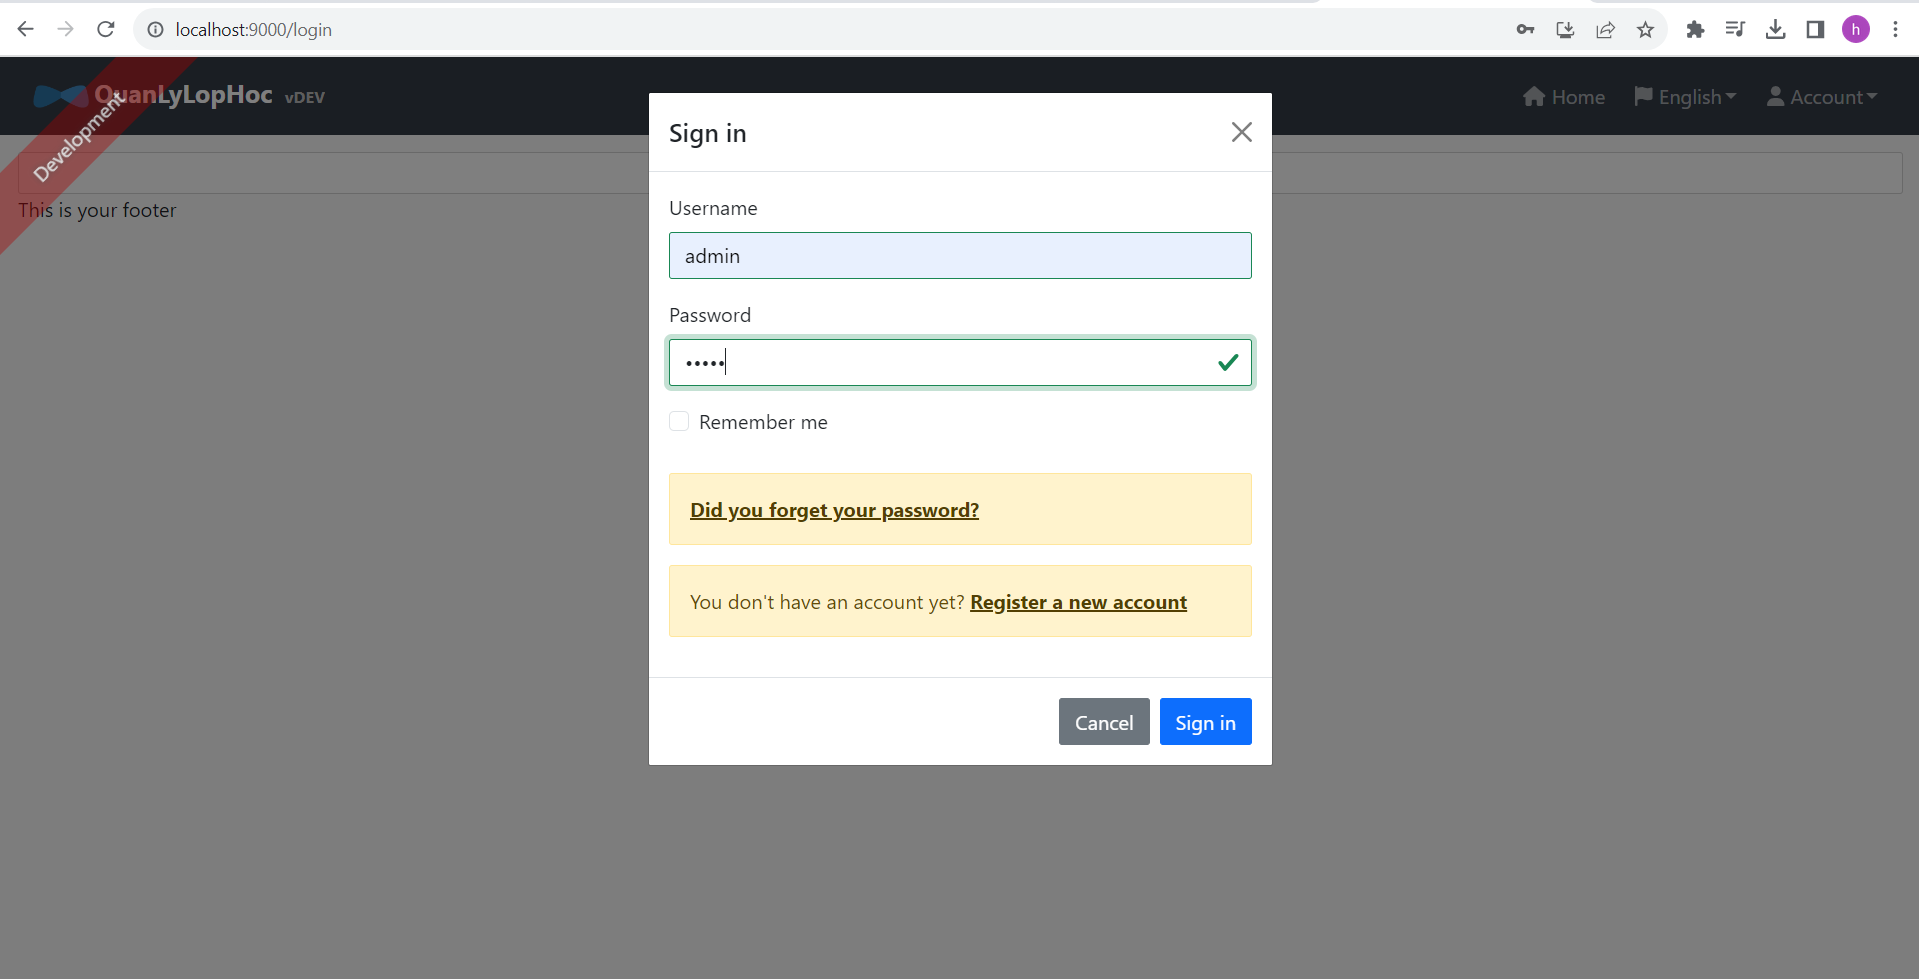 localhost:9000/login
h
QuanLyLopHoc vDEV
Home
English
Account
Development
This is your footer
Sign in
Username
admin
Password
•••••
Remember me
Did you forget your password?
You don't have an account yet? Register a new account
Cancel
Sign in